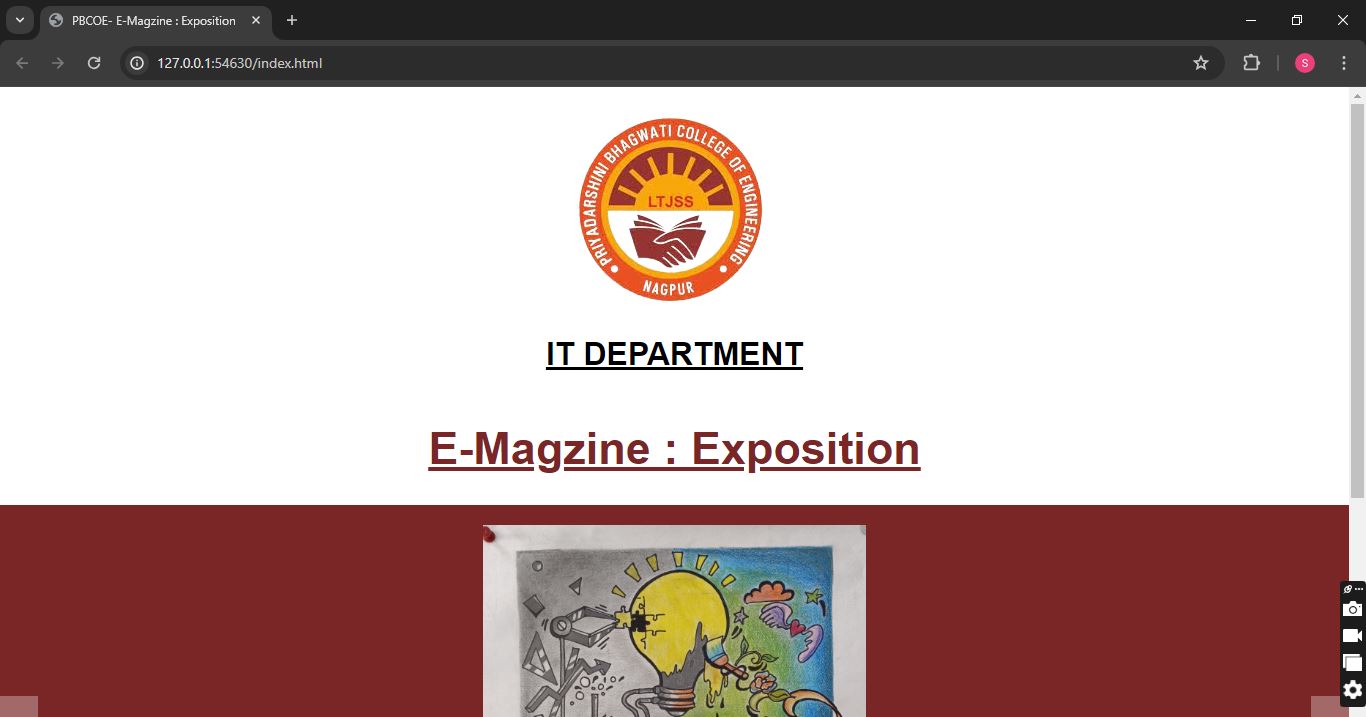 PBCOE- E-Magzine : Exposition
127.0.0.1:54630/index.html
S
PRIYADARSHINI BHAGWATI COLLEGE OF ENGINEERING
LTJSS
NAGPUR
IT DEPARTMENT
E-Magzine : Exposition